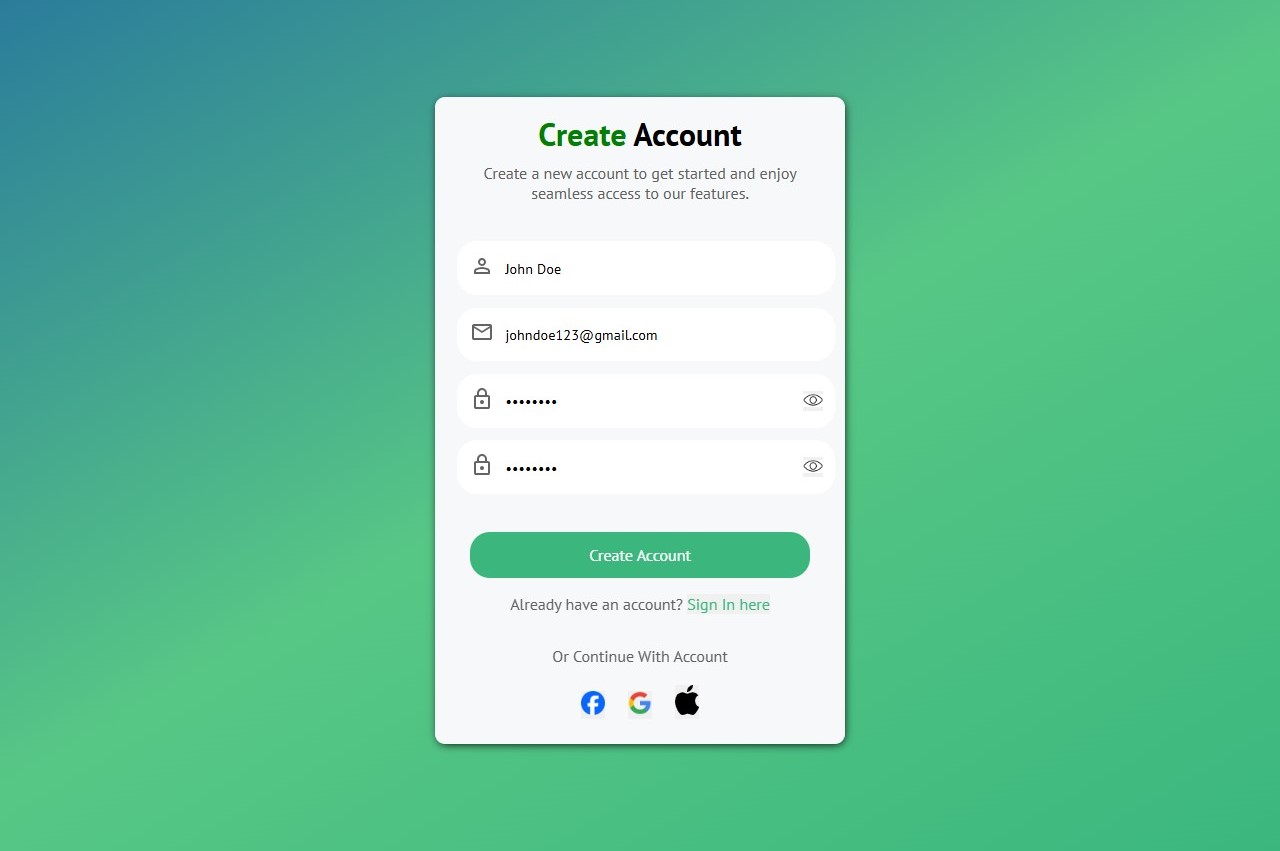 Create Account
Create a new account to get started and enjoy
seamless access to our features.
John Doe
johndoe123@gmail.com
••••••••
••••••••
Create Account
Already have an account? Sign In here
Or Continue With Account